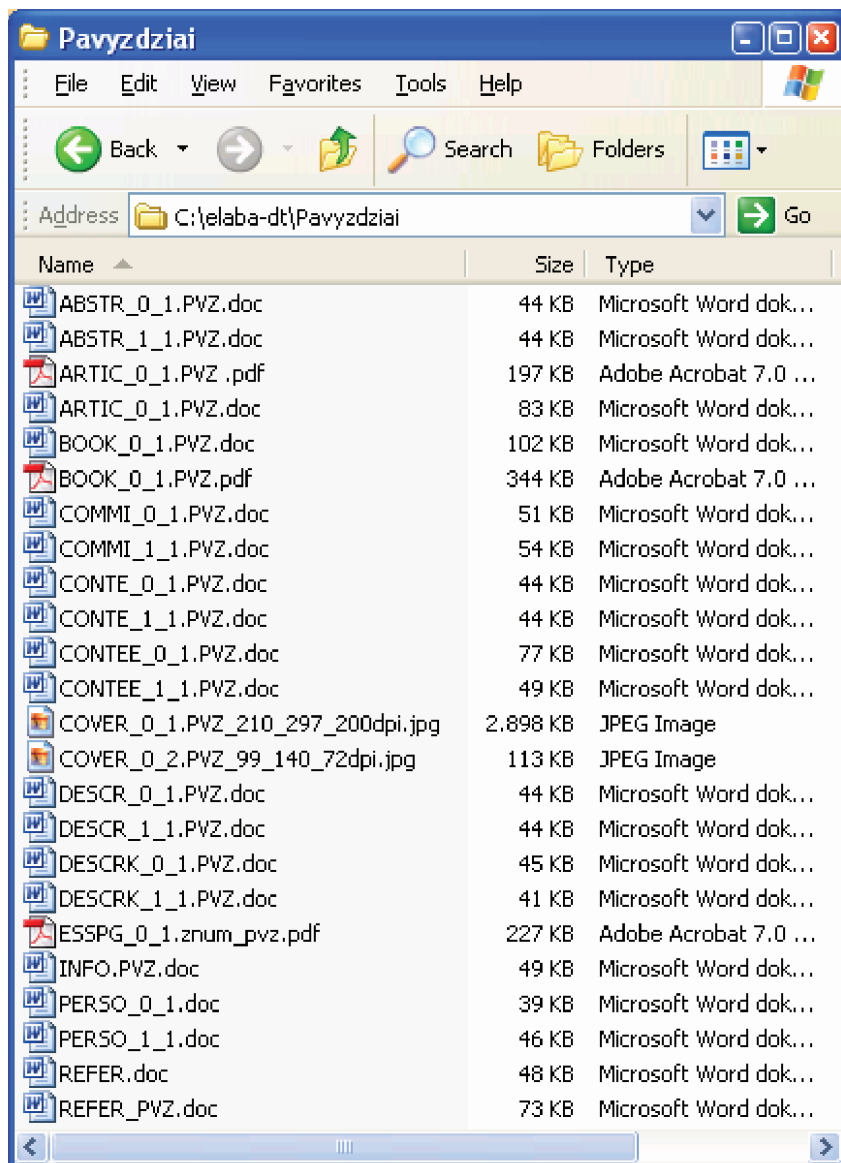 Pavyzdziai
File Edit View Favorites Tools Help
Back Search Folders
Address C:\elaba-dt\Pavyzdziai Go
Name Size Type
ABSTR_0_1.PVZ.doc 44 KB Microsoft Word dok...
ABSTR_1_1.PVZ.doc 44 KB Microsoft Word dok...
ARTIC_0_1.PVZ .pdf 197 KB Adobe Acrobat 7.0 ...
ARTIC_0_1.PVZ.doc 83 KB Microsoft Word dok...
BOOK_0_1.PVZ.doc 102 KB Microsoft Word dok...
BOOK_0_1.PVZ.pdf 344 KB Adobe Acrobat 7.0 ...
COMMI_0_1.PVZ.doc 51 KB Microsoft Word dok...
COMMI_1_1.PVZ.doc 54 KB Microsoft Word dok...
CONTE_0_1.PVZ.doc 44 KB Microsoft Word dok...
CONTE_1_1.PVZ.doc 44 KB Microsoft Word dok...
CONTEE_0_1.PVZ.doc 77 KB Microsoft Word dok...
CONTEE_1_1.PVZ.doc 49 KB Microsoft Word dok...
COVER_0_1.PVZ_210_297_200dpi.jpg 2.898 KB JPEG Image
COVER_0_2.PVZ_99_140_72dpi.jpg 113 KB JPEG Image
DESCR_0_1.PVZ.doc 44 KB Microsoft Word dok...
DESCR_1_1.PVZ.doc 44 KB Microsoft Word dok...
DESCRK_0_1.PVZ.doc 45 KB Microsoft Word dok...
DESCRK_1_1.PVZ.doc 41 KB Microsoft Word dok...
ESSPG_0_1.znum_pvz.pdf 227 KB Adobe Acrobat 7.0 ...
INFO.PVZ.doc 49 KB Microsoft Word dok...
PERSO_0_1.doc 39 KB Microsoft Word dok...
PERSO_1_1.doc 46 KB Microsoft Word dok...
REFER.doc 48 KB Microsoft Word dok...
REFER_PVZ.doc 73 KB Microsoft Word dok...